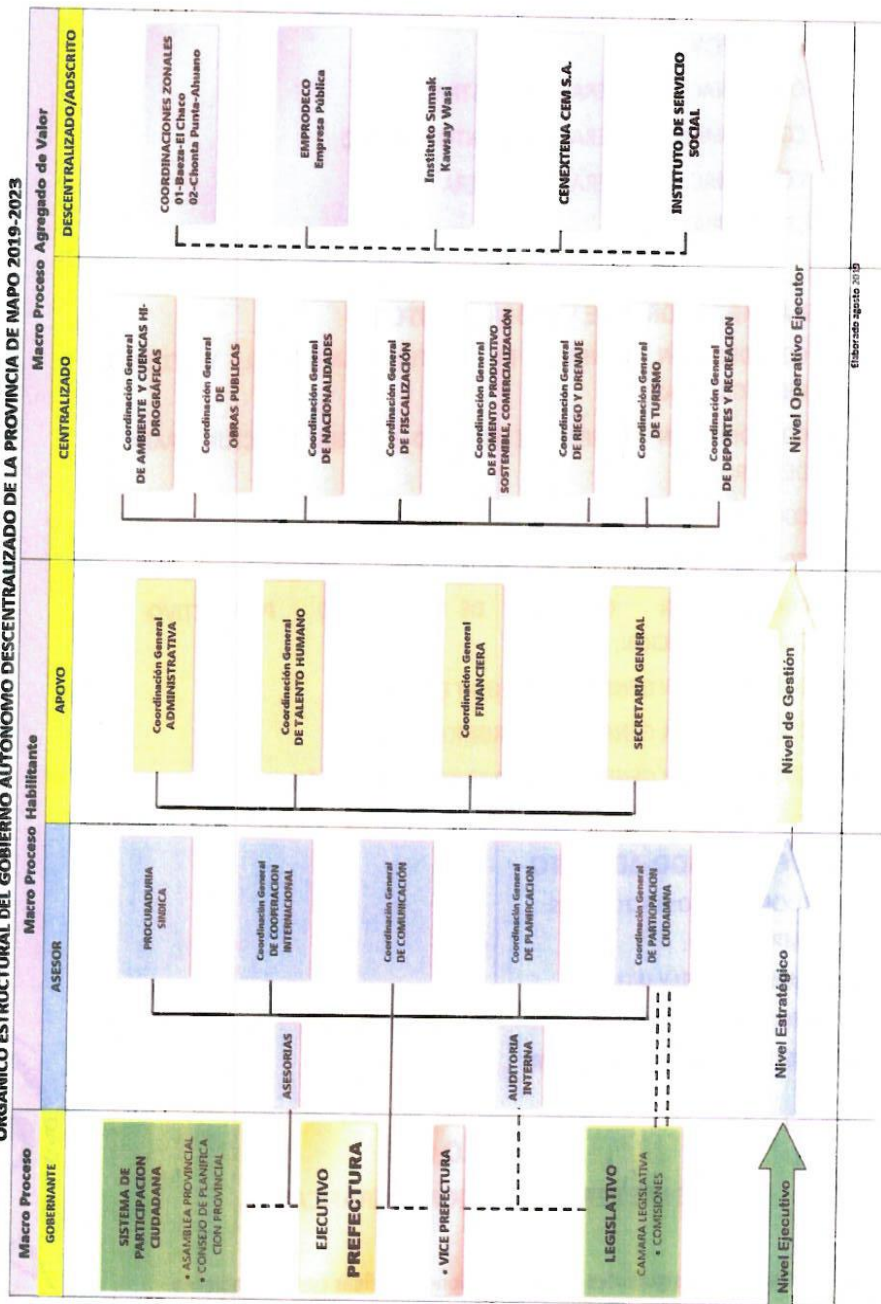 ORGÁNICO ESTRUCTURAL DEL GOBIERNO AUTÓNOMO DESCENTRALIZADO DE LA PROVINCIA DE NAPO 2019-2023
Macro Proceso
Macro Proceso Habilitante
Macro Proceso Agregado de Valor
GOBERNANTE
ASESOR
APOYO
CENTRALIZADO
DESCENTRALIZADO/ADSCRITO
SISTEMA DE
PARTICIPACION
CIUDADANA
• ASAMBLEA PROVINCIAL
• CONSEJO DE PLANIFICA
CION PROVINCIAL
EJECUTIVO
PREFECTURA
• VICE PREFECTURA
LEGISLATIVO
CAMARA LEGISLATIVA
• COMISIONES
ASESORIAS
AUDITORIA
INTERNA
PROCURADURIA
SINDICA
Coordinación General
DE COOPERACION
INTERNACIONAL
Coordinación General
DE COMUNICACIÓN
Coordinación General
DE PLANIFICACION
Coordinación General
DE PARTICIPACION
CIUDADANA
Coordinación General
ADMINISTRATIVA
Coordinación General
DE TALENTO HUMANO
Coordinación General
FINANCIERA
SECRETARIA GENERAL
Coordinación General
DE AMBIENTE Y CUENCAS HI-
DROGRÁFICAS
Coordinación General
DE
OBRAS PUBLICAS
Coordinación General
DE NACIONALIDADES
Coordinación General
DE FISCALIZACIÓN
Coordinación General
DE FOMENTO PRODUCTIVO
SOSTENIBLE, COMERCIALIZACIÓN
Coordinación General
DE RIEGO Y DRENAJE
Coordinación General
DE TURISMO
Coordinación General
DE DEPORTES Y RECREACION
COORDINACIONES ZONALES
01-Baeza-El Chaco
02-Chonta Punta-Ahuano
EMPRODECO
Empresa Pública
Instituto Sumak
Kawsay Wasi
CENEXTENA CEM S.A.
INSTITUTO DE SERVICIO
SOCIAL
Nivel Ejecutivo
Nivel Estratégico
Nivel de Gestión
Nivel Operativo Ejecutor
Elaborado agosto 2019